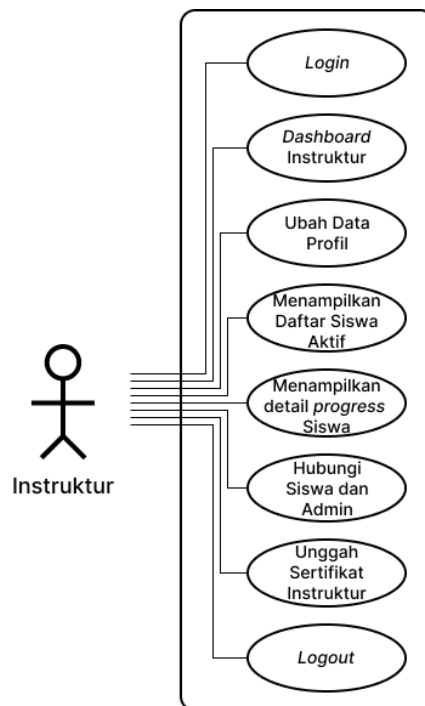 Login
Dashboard
Instruktur
Ubah Data
Profil
Menampilkan
Daftar Siswa
Aktif
Menampilkan
detail progress
Siswa
Instruktur
Hubungi
Siswa dan
Admin
Unggah
Sertifikat
Instruktur
Logout